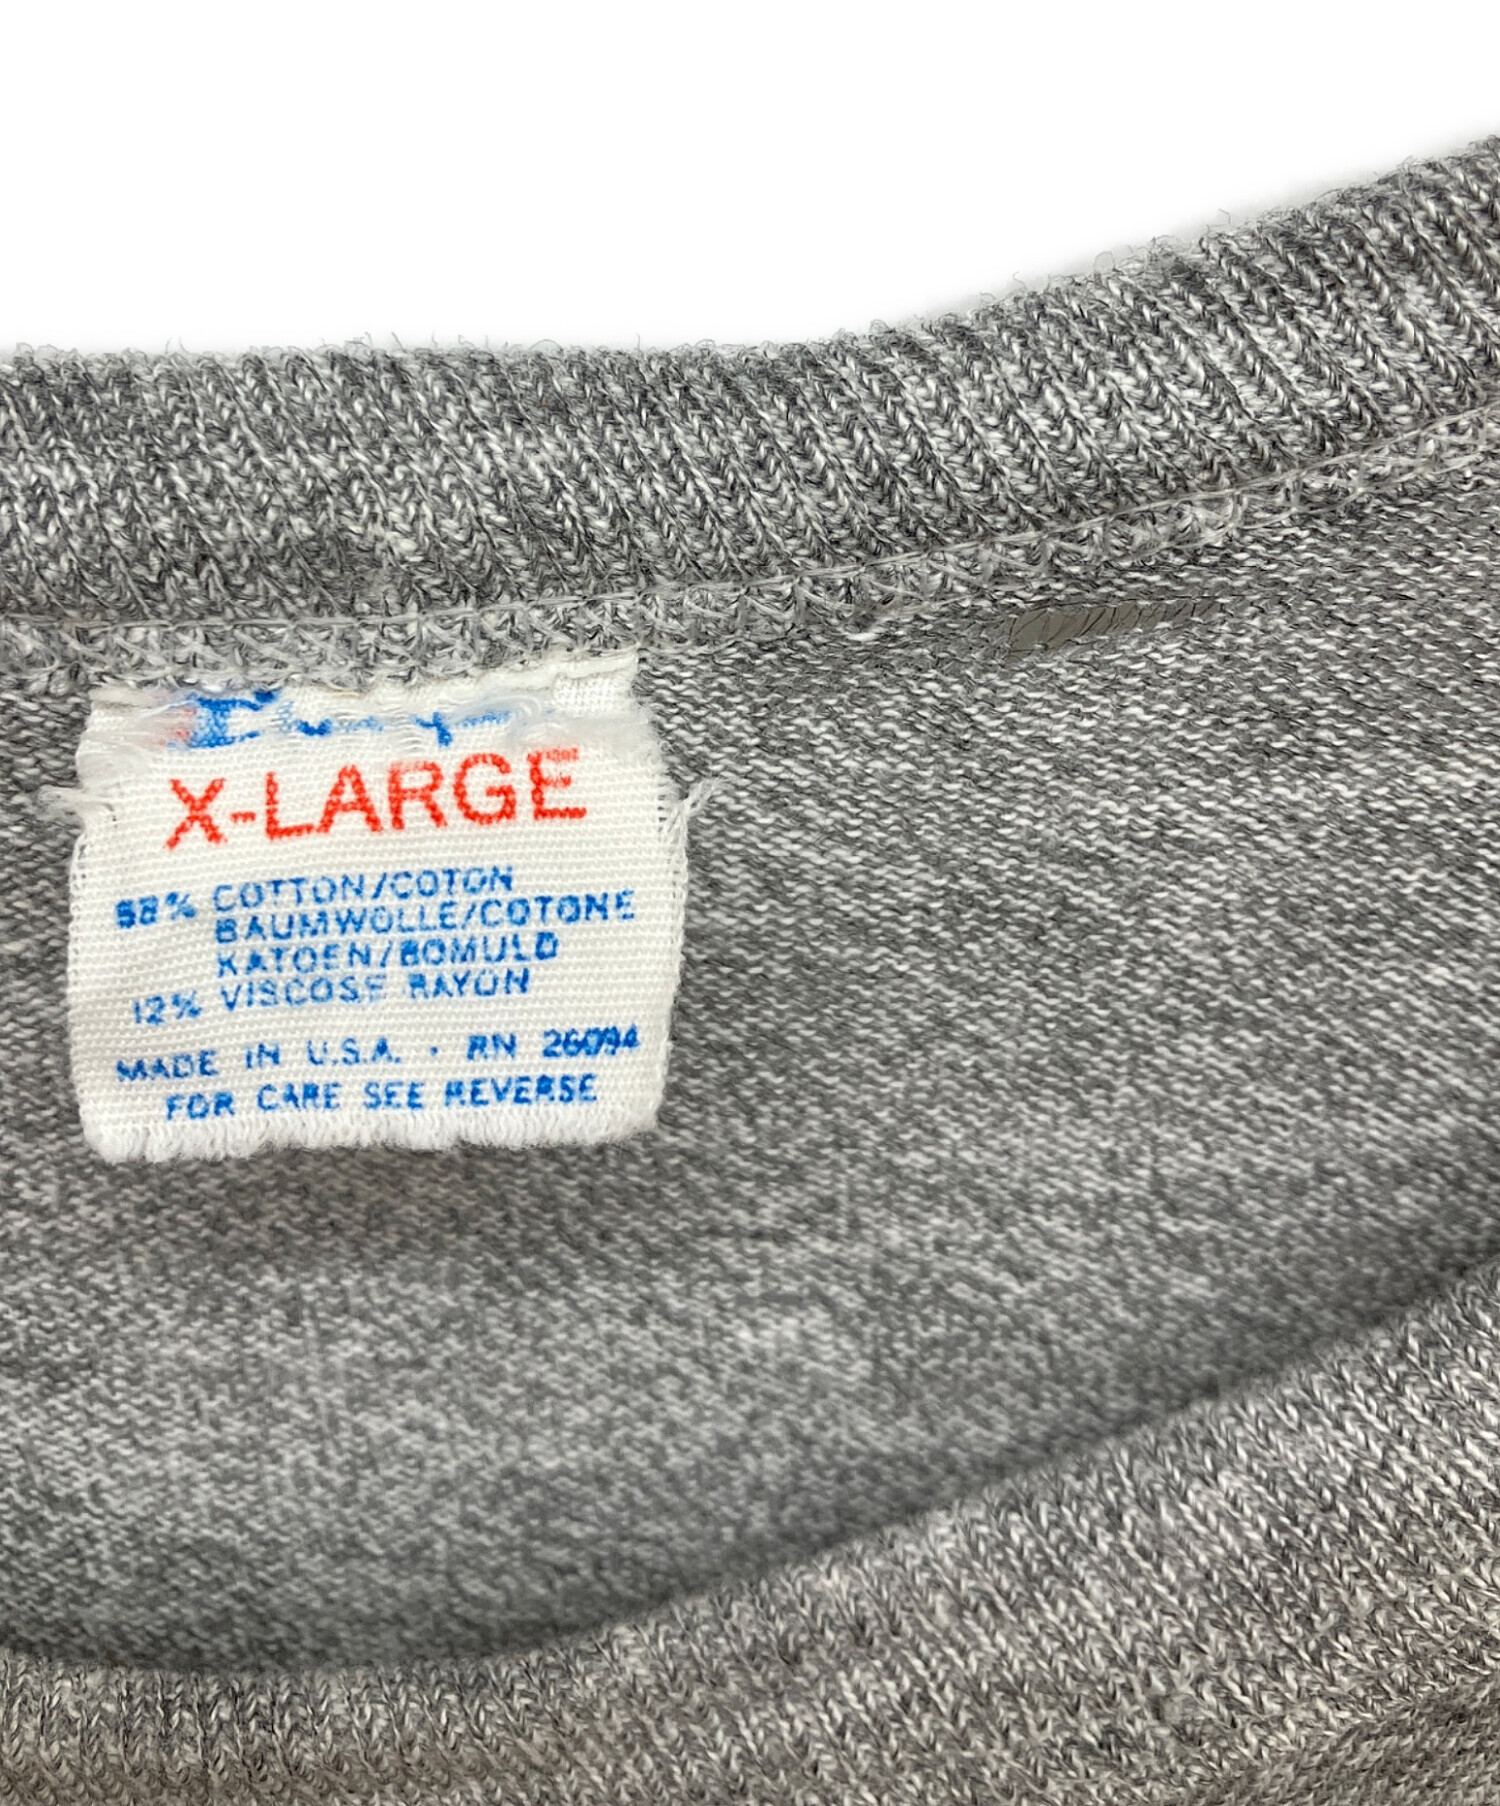 X-LARGE
88% COTTON/COTON
BAUMWOLLE/COTONE
KATOEN/BOMULD
12% VISCOSE RAYON
MADE IN U.S.A. · RN 26094
FOR CARE SEE REVERSE